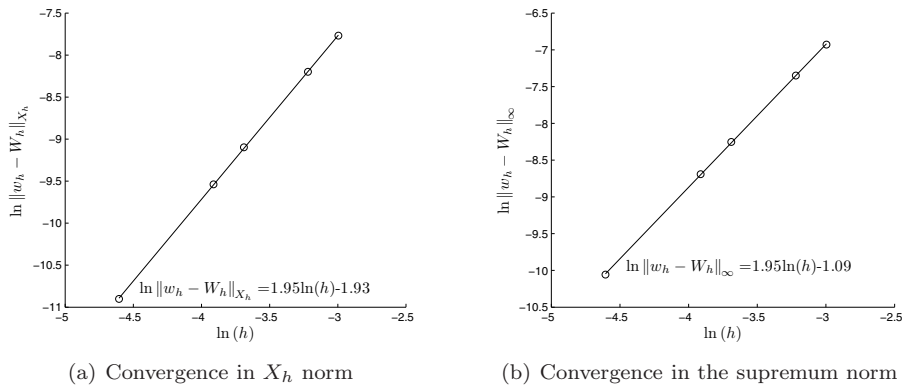 -7
-7.5
-8
-8.5
-9
-9.5
-10
-10.5
-11
-5 -4.5 -4 -3.5 -3 -2.5
ln (h)
ln ‖w_h − W_h‖_{X_h}
ln ‖w_h − W_h‖_{X_h} =1.95ln(h)-1.93
(a) Convergence in X_h norm
-6.5
-7
-7.5
-8
-8.5
-9
-9.5
-10
-10.5
-5 -4.5 -4 -3.5 -3 -2.5
ln (h)
ln ‖w_h − W_h‖_∞
ln ‖w_h − W_h‖_∞ =1.95ln(h)-1.09
(b) Convergence in the supremum norm